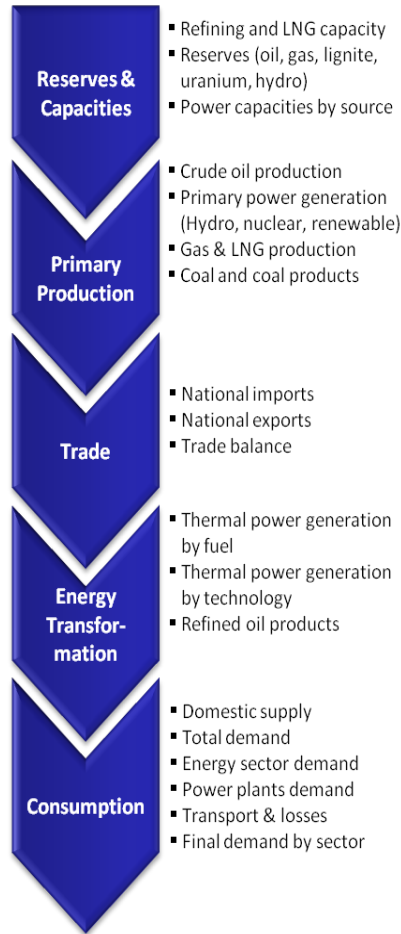 Reserves &
Capacities
▪ Refining and LNG capacity
▪ Reserves (oil, gas, lignite,
uranium, hydro)
▪ Power capacities by source
Primary
Production
▪ Crude oil production
▪ Primary power generation
(Hydro, nuclear, renewable)
▪ Gas & LNG production
▪ Coal and coal products
Trade
▪ National imports
▪ National exports
▪ Trade balance
Energy
Transfor-
mation
▪ Thermal power generation
by fuel
▪ Thermal power generation
by technology
▪ Refined oil products
Consumption
▪ Domestic supply
▪ Total demand
▪ Energy sector demand
▪ Power plants demand
▪ Transport & losses
▪ Final demand by sector